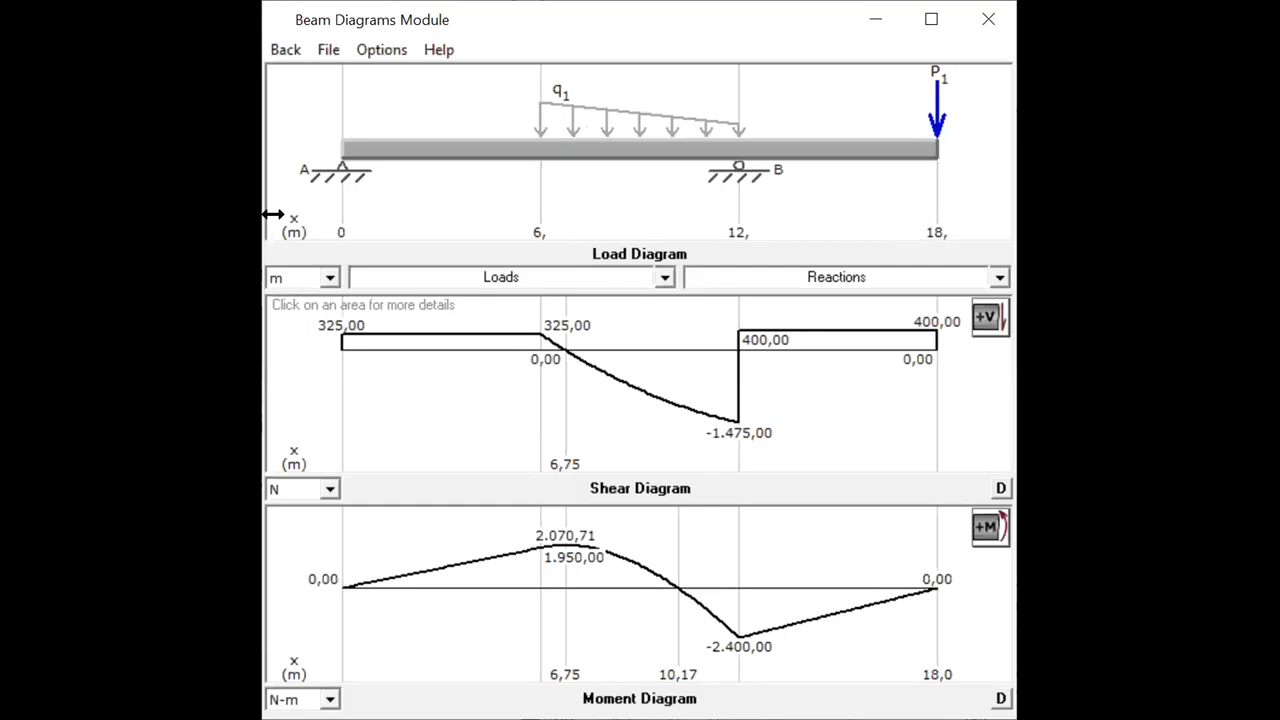 Beam Diagrams Module
Back File Options Help
P1
q1
A
B
x
(m) 0 6, 12, 18,
Load Diagram
m Loads Reactions
Click on an area for more details
325,00 325,00 400,00
+V
400,00
0,00 0,00
-1.475,00
x
(m) 6,75
N Shear Diagram D
2.070,71
+M
1.950,00
0,00 0,00
-2.400,00
x
(m) 6,75 10,17 18,0
N-m Moment Diagram D